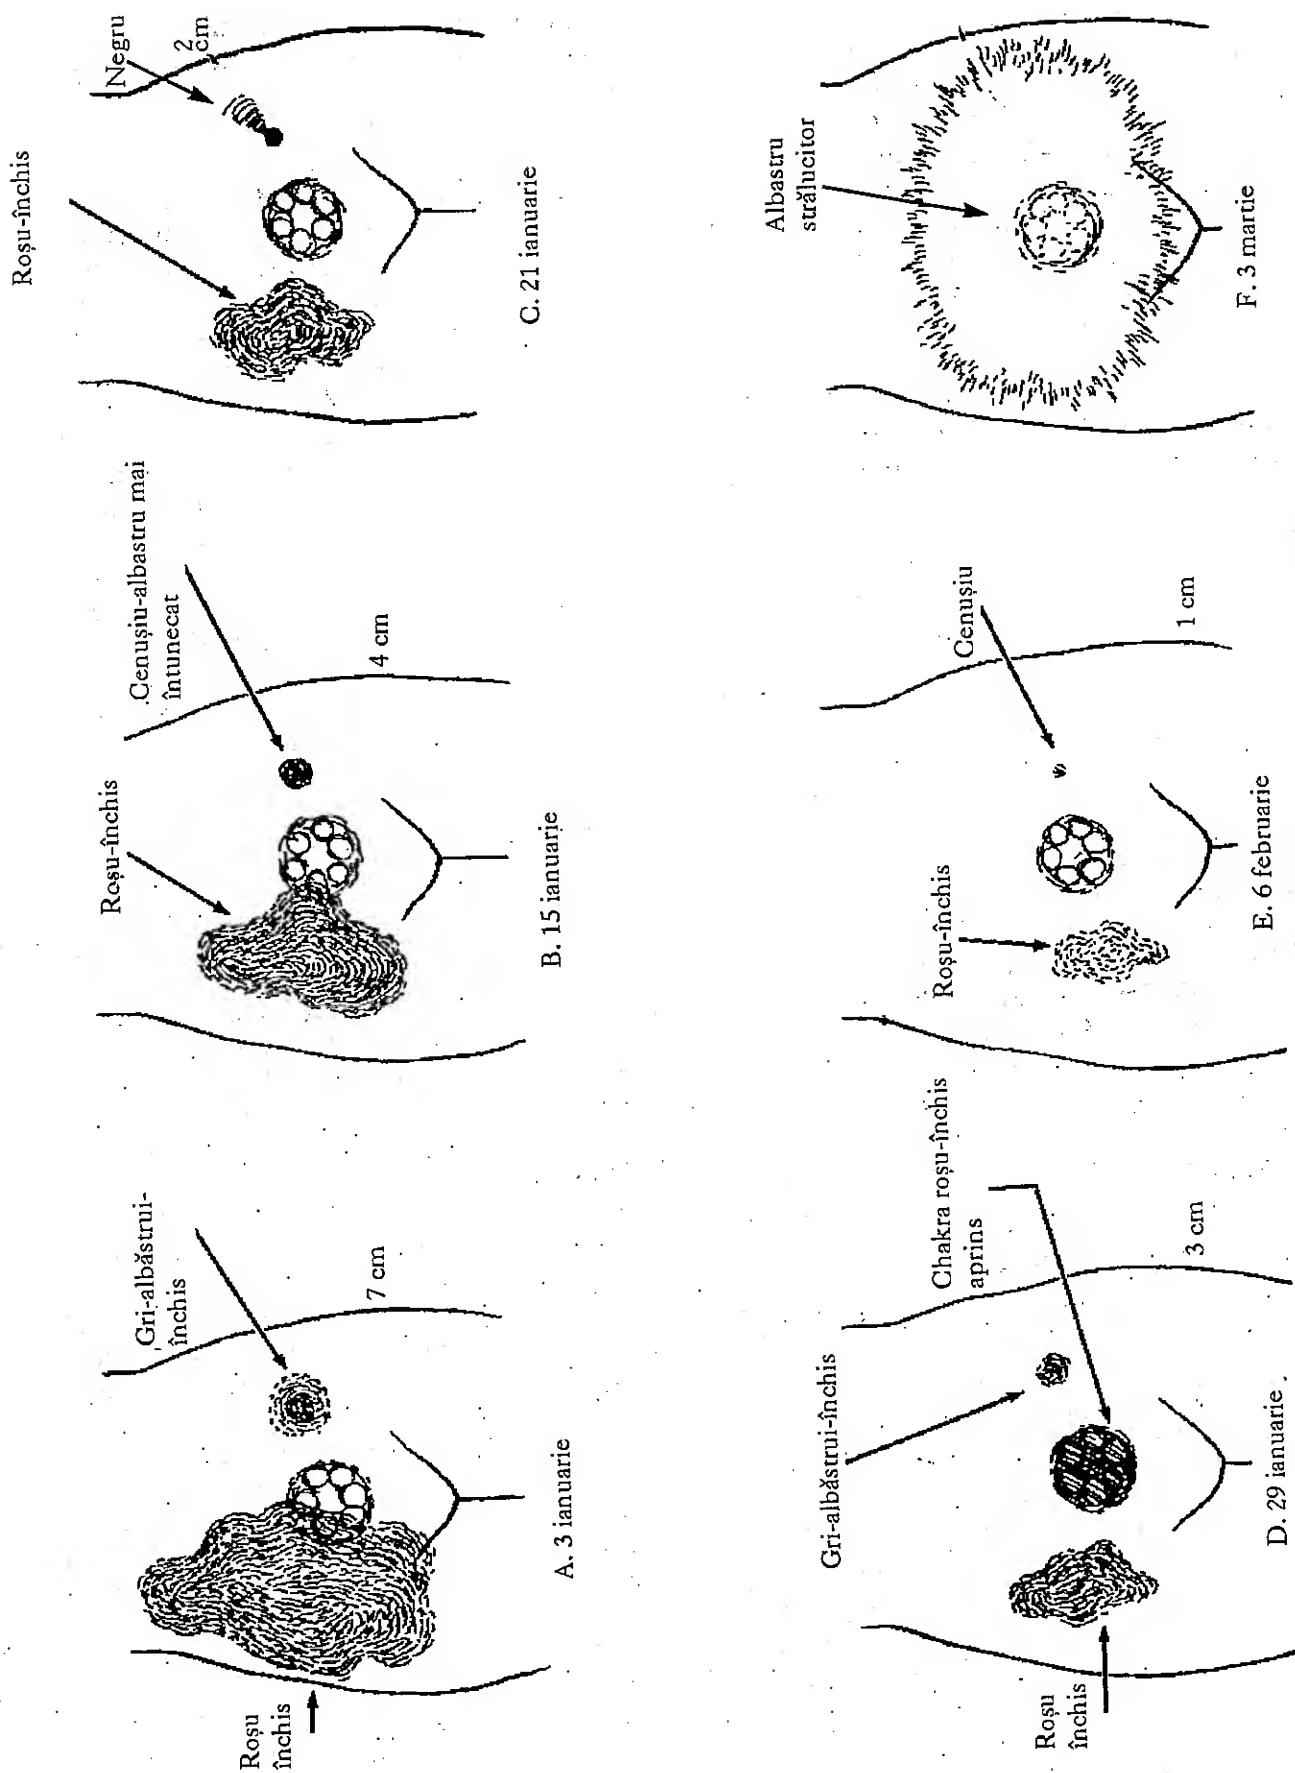 Roșu
închis
Gri-albăstrui-
închis
7 cm
A. 3 ianuarie
Roșu-închis
Cenușiu-albastru mai
întunecat
4 cm
B. 15 ianuarie
Roșu-închis
Negru
2
cm
C. 21 ianuarie
Roșu
închis
Gri-albăstrui-închis
Chakra roșu-închis
aprins
3 cm
D. 29 ianuarie
Roșu-închis
Cenușiu
1 cm
E. 6 februarie
Albastru
strălucitor
F. 3 martie